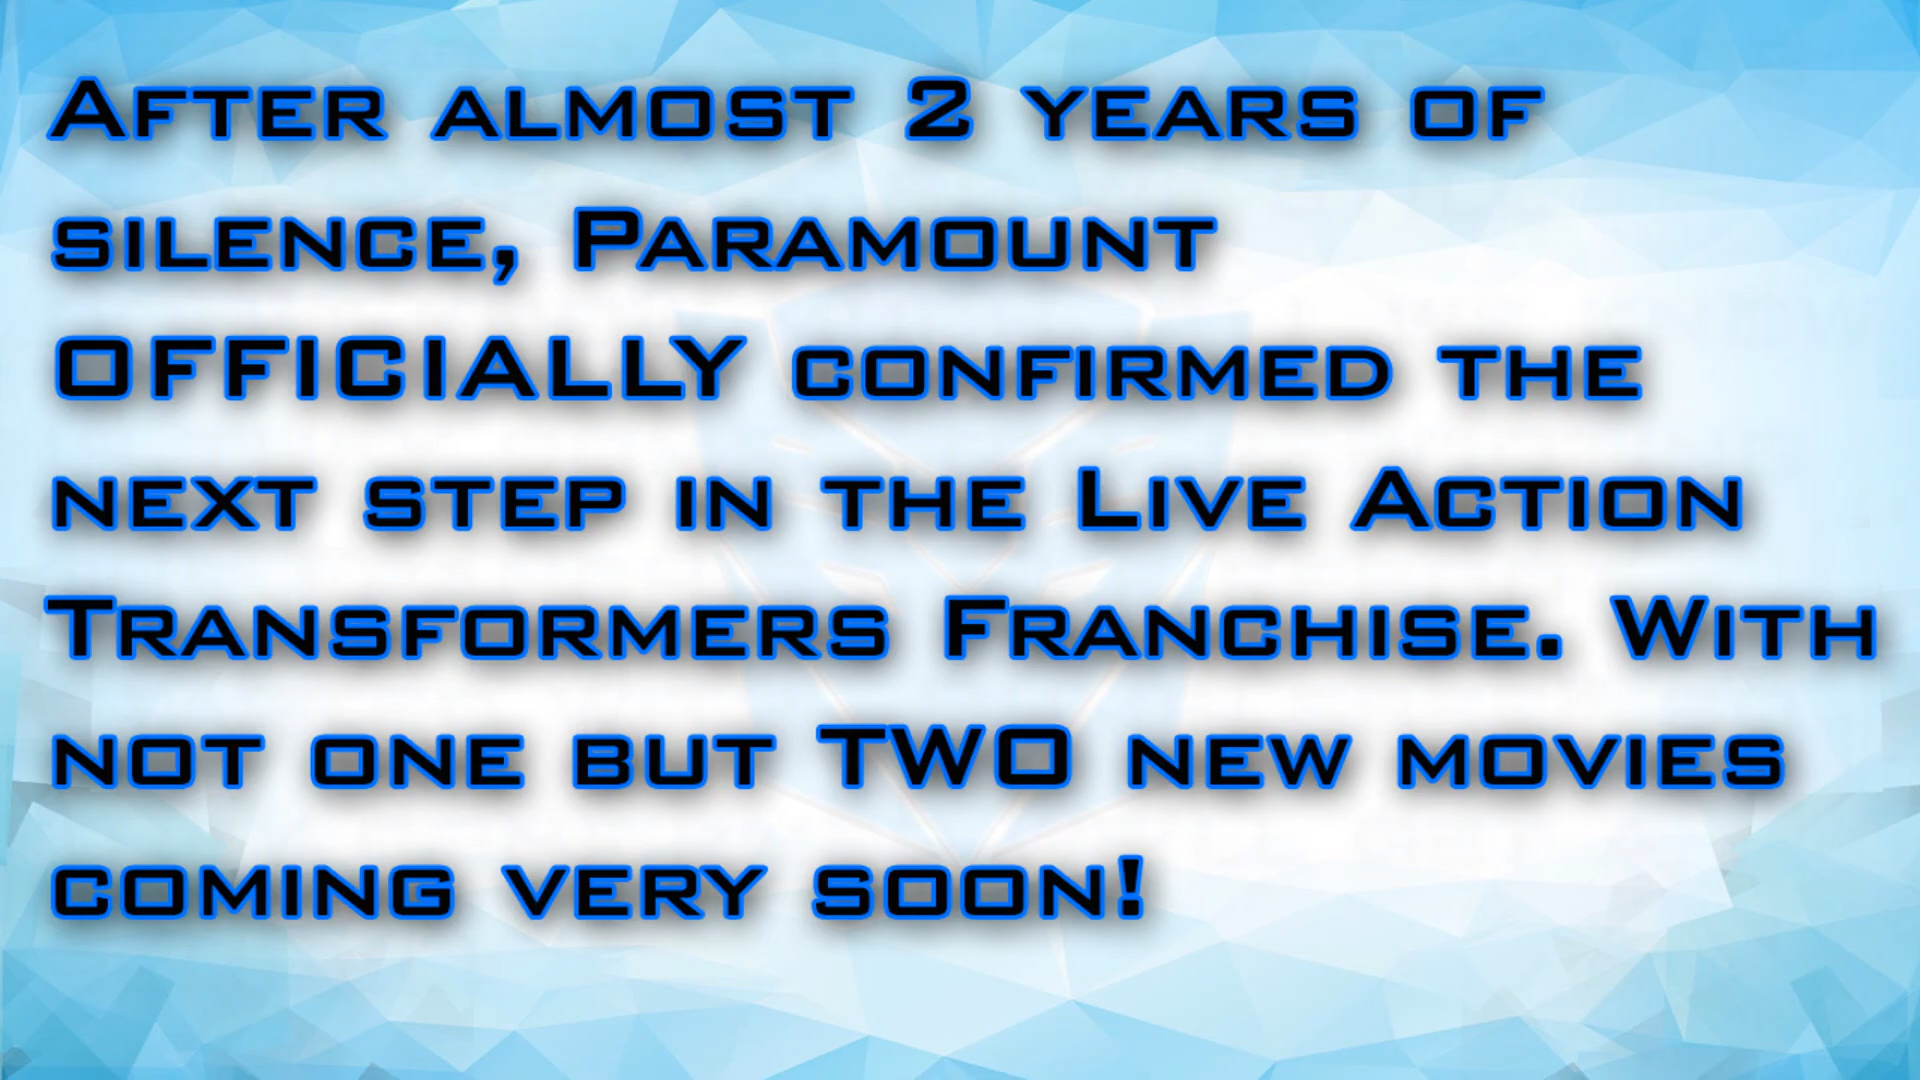 After almost 2 years of
silence, Paramount
OFFICIALLY confirmed the
next step in the Live Action
Transformers Franchise. With
not one but TWO new movies
coming very soon!